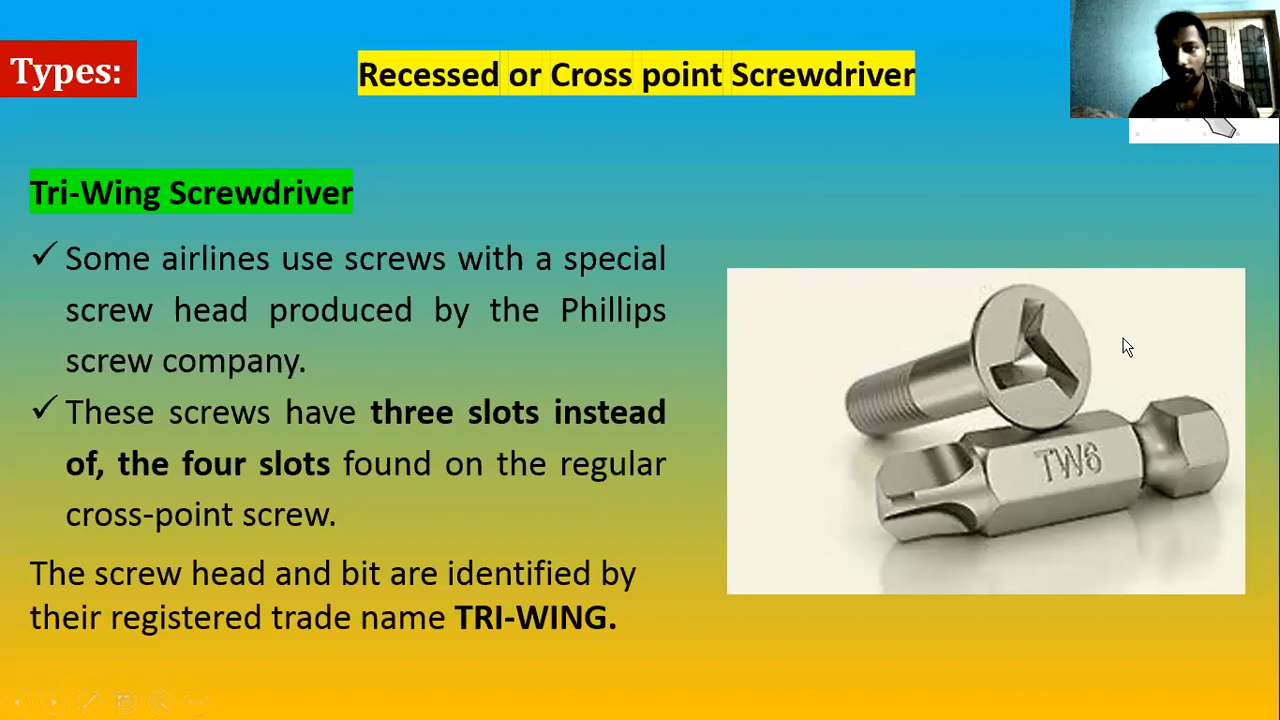 Types:
Recessed or Cross point Screwdriver
Tri-Wing Screwdriver
✓ Some airlines use screws with a special
screw head produced by the Phillips
screw company.
✓ These screws have three slots instead
of, the four slots found on the regular
cross-point screw.
The screw head and bit are identified by
their registered trade name TRI-WING.
TW6